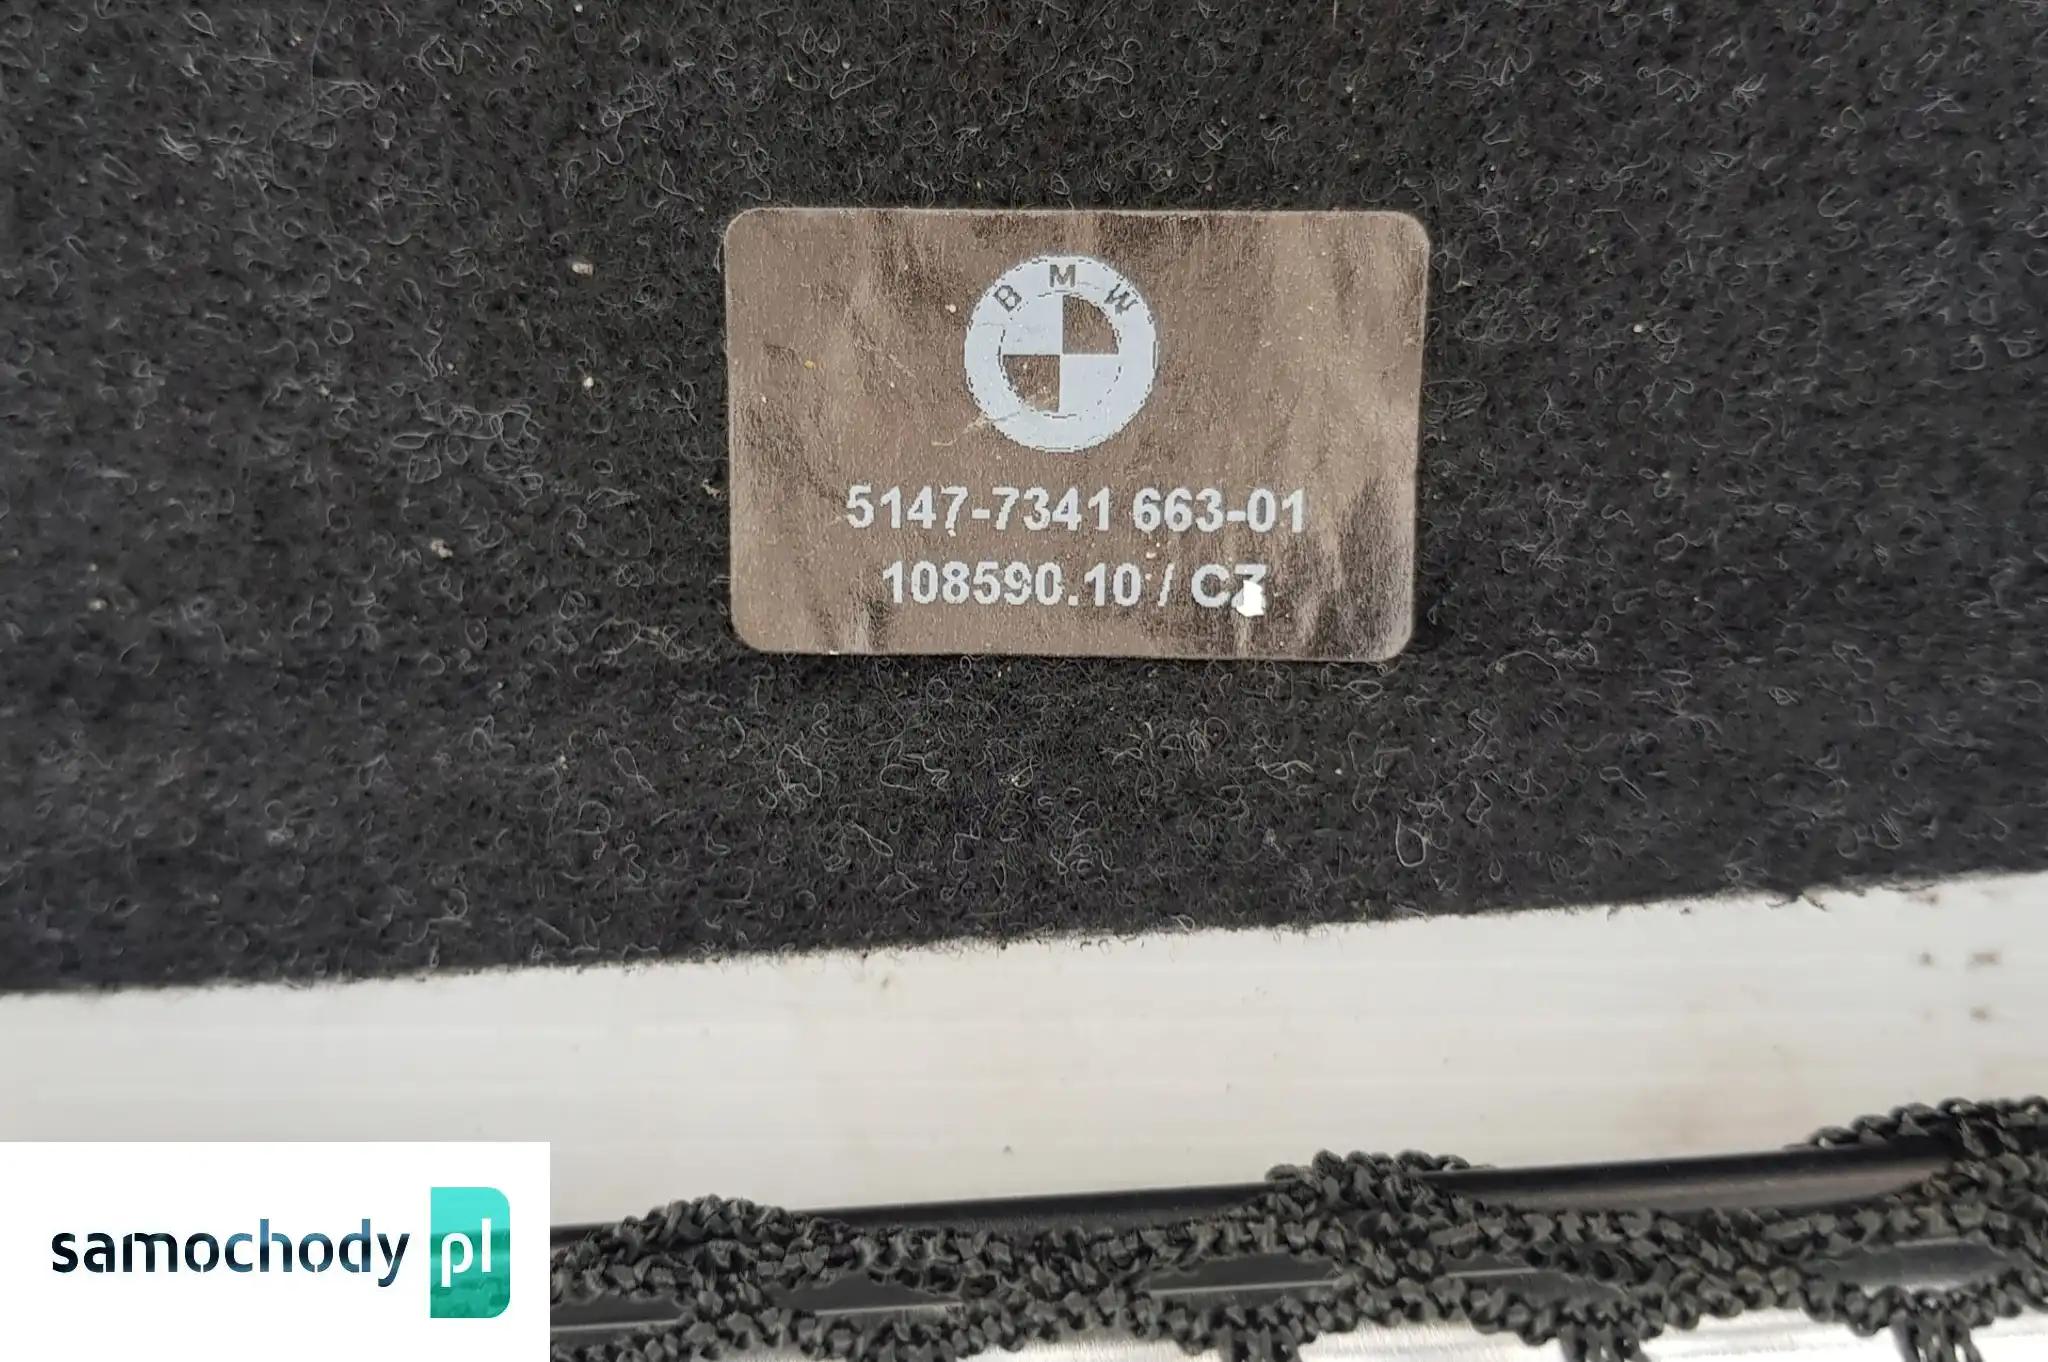 BMW
5147-7341 663-01
108590.10 / CZ
samochody pl